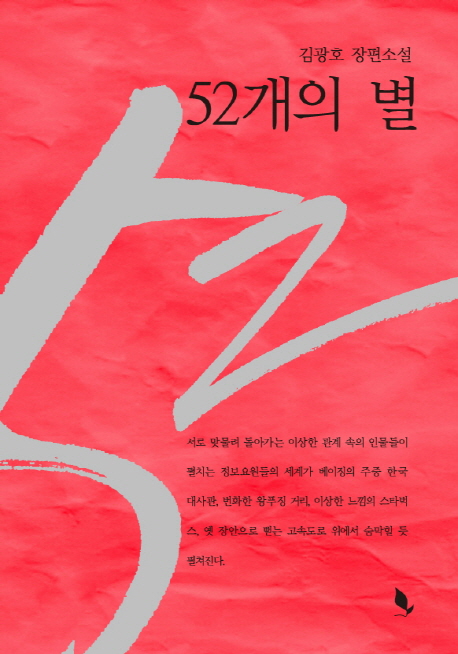 김광호 장편소설
52개의 별
52
서로 맞물려 돌아가는 이상한 관계 속의 인물들이
펼치는 정보요원들의 세계가 베이징의 주중 한국
대사관, 번화한 왕푸징 거리, 이상한 느낌의 스타벅
스, 옛 장안으로 뻗는 고속도로 위에서 숨막힐 듯
펼쳐진다.